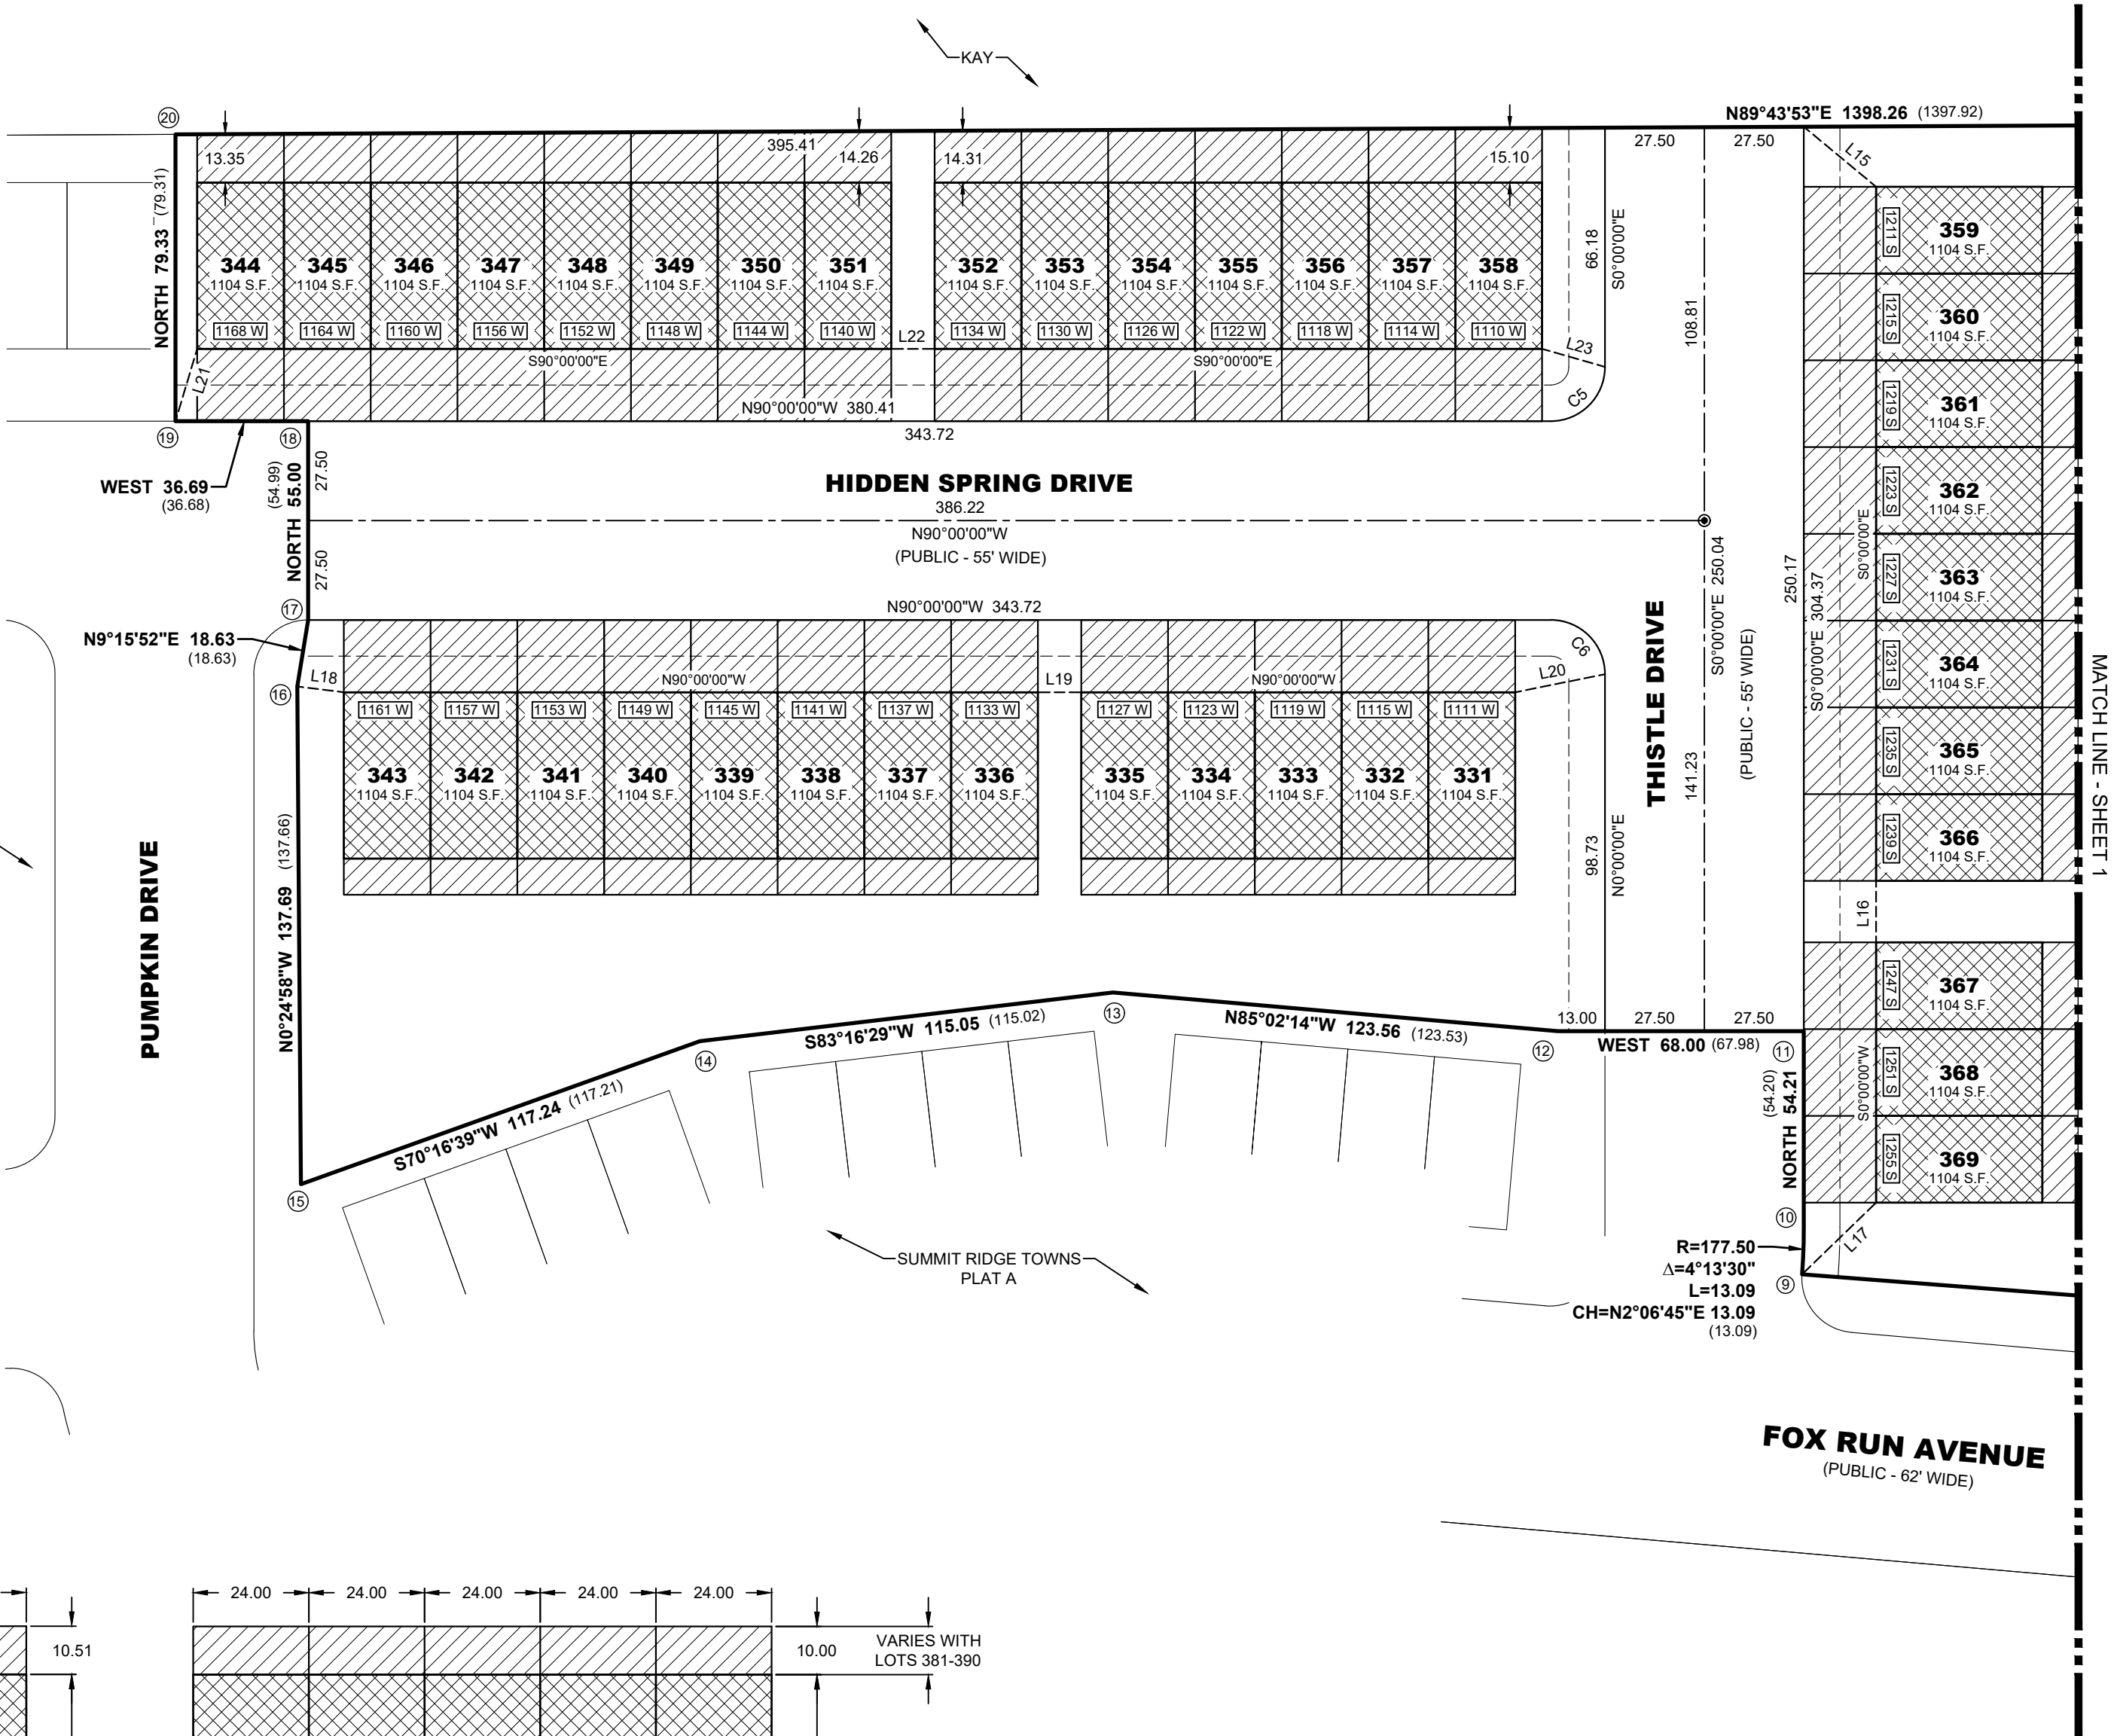 KAY
20
N89°43'53"E 1398.26 (1397.92)
13.35
395.41
14.26
14.31
15.10
27.50
27.50
L15
NORTH 79.33 (79.31)
344
1104 S.F.
1168 W
345
1104 S.F.
1164 W
346
1104 S.F.
1160 W
347
1104 S.F.
1156 W
348
1104 S.F.
1152 W
349
1104 S.F.
1148 W
350
1104 S.F.
1144 W
351
1104 S.F.
1140 W
L22
352
1104 S.F.
1134 W
353
1104 S.F.
1130 W
354
1104 S.F.
1126 W
355
1104 S.F.
1122 W
356
1104 S.F.
1118 W
357
1104 S.F.
1114 W
358
1104 S.F.
1110 W
66.18
S0°00'00"E
108.81
L21
S90°00'00"E
S90°00'00"E
L23
C5
N90°00'00"W 380.41
343.72
19
18
WEST 36.69
(36.68)
NORTH 55.00
(54.99)
27.50
27.50
HIDDEN SPRING DRIVE
386.22
N90°00'00"W
(PUBLIC - 55' WIDE)
17
N90°00'00"W 343.72
N9°15'52"E 18.63
(18.63)
16
L18
N90°00'00"W
L19
N90°00'00"W
L20
C6
1161 W
343
1104 S.F.
1157 W
342
1104 S.F.
1153 W
341
1104 S.F.
1149 W
340
1104 S.F.
1145 W
339
1104 S.F.
1141 W
338
1104 S.F.
1137 W
337
1104 S.F.
1133 W
336
1104 S.F.
1127 W
335
1104 S.F.
1123 W
334
1104 S.F.
1119 W
333
1104 S.F.
1115 W
332
1104 S.F.
1111 W
331
1104 S.F.
98.73
N0°00'00"E
THISTLE DRIVE
141.23
S0°00'00"E 250.04
(PUBLIC - 55' WIDE)
250.17
S0°00'00"E 304.37
S0°00'00"E
1211 S
359
1104 S.F.
1215 S
360
1104 S.F.
1219 S
361
1104 S.F.
1223 S
362
1104 S.F.
1227 S
363
1104 S.F.
1231 S
364
1104 S.F.
1235 S
365
1104 S.F.
1239 S
366
1104 S.F.
L16
1247 S
367
1104 S.F.
1251 S
368
1104 S.F.
1255 S
369
1104 S.F.
S0°00'00"W
MATCH LINE - SHEET 1
PUMPKIN DRIVE
N0°24'58"W 137.69 (137.66)
15
S70°16'39"W 117.24 (117.21)
14
S83°16'29"W 115.05 (115.02)
13
N85°02'14"W 123.56 (123.53)
12
13.00
27.50
27.50
WEST 68.00 (67.98)
11
NORTH 54.21
(54.20)
10
L17
R=177.50
Δ=4°13'30"
L=13.09
CH=N2°06'45"E 13.09
(13.09)
9
SUMMIT RIDGE TOWNS
PLAT A
FOX RUN AVENUE
(PUBLIC - 62' WIDE)
24.00
24.00
24.00
24.00
24.00
10.51
10.00
VARIES WITH
LOTS 381-390